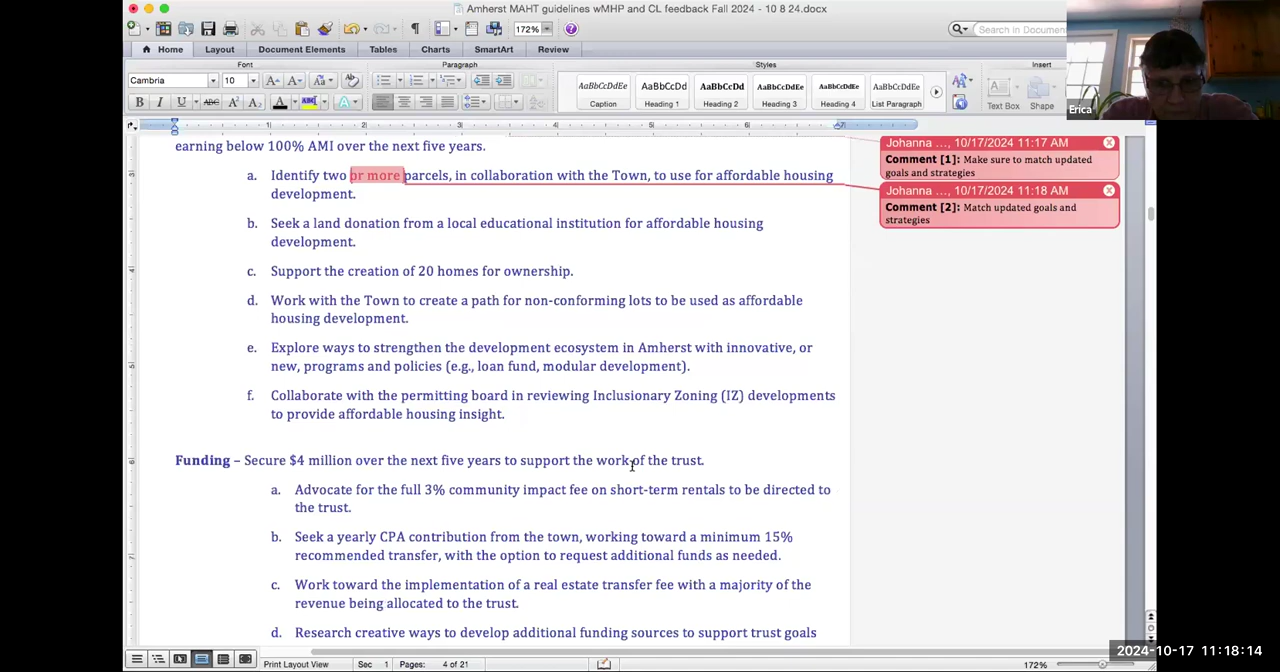 Amherst MAHT guidelines wMHP and CL feedback Fall 2024 - 10 8 24.docx
172%
Search in Documen
Home Layout Document Elements Tables Charts SmartArt Review
Font Paragraph Styles Insert
Cambria 10
AaBbCcDdEe AaBbCcDd AaBbCcDd AaBbCcDdEe AaBbCcDdEe AaBbCcDdEe
Caption Heading 1 Heading 2 Heading 3 Heading 4 List Paragraph Text Box Shape
Erica
1 2 3 4 5 6 7
earning below 100% AMI over the next five years.
a. Identify two or more parcels, in collaboration with the Town, to use for affordable housing
development.
b. Seek a land donation from a local educational institution for affordable housing
development.
c. Support the creation of 20 homes for ownership.
d. Work with the Town to create a path for non-conforming lots to be used as affordable
housing development.
e. Explore ways to strengthen the development ecosystem in Amherst with innovative, or
new, programs and policies (e.g., loan fund, modular development).
f. Collaborate with the permitting board in reviewing Inclusionary Zoning (IZ) developments
to provide affordable housing insight.
Funding – Secure $4 million over the next five years to support the work of the trust.
a. Advocate for the full 3% community impact fee on short-term rentals to be directed to
the trust.
b. Seek a yearly CPA contribution from the town, working toward a minimum 15%
recommended transfer, with the option to request additional funds as needed.
c. Work toward the implementation of a real estate transfer fee with a majority of the
revenue being allocated to the trust.
d. Research creative ways to develop additional funding sources to support trust goals
Johanna ..., 10/17/2024 11:17 AM
Comment [1]: Make sure to match updated
goals and strategies
Johanna ..., 10/17/2024 11:18 AM
Comment [2]: Match updated goals and
strategies
Print Layout View Sec 1 Pages: 4 of 21 172%
2024-10-17 11:18:14